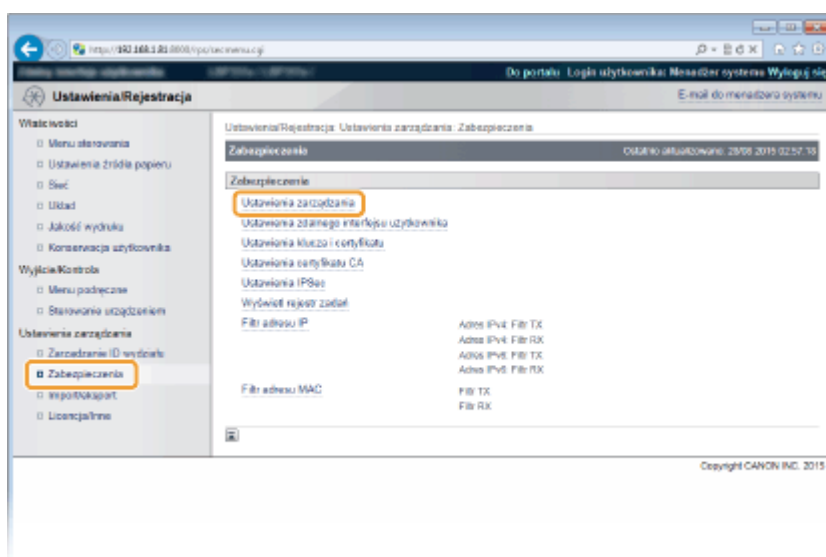 Do portalu Login użytkownika: Menedżer systemu Wyloguj się
Ustawienia/Rejestracja
E-mail do menedżera systemu
Właściwości
Menu sterowania
Ustawienia źródła papieru
Sieć
Układ
Jakość wydruku
Konserwacja użytkownika
Wyjście/Kontrola
Menu podręczne
Sterowanie urządzeniem
Ustawienia zarządzania
Zarządzanie ID wydziału
Zabezpieczenia
Import/eksport
Licencja/Inne
Ustawienia/Rejestracja: Ustawienia zarządzania: Zabezpieczenia
Zabezpieczenia
Ostatnio aktualizowano: 28/08 2015 02:57:18
Zabezpieczenia
Ustawienia zarządzania
Ustawienia zdalnego interfejsu użytkownika
Ustawienia klucza i certyfikatu
Ustawienia certyfikatu CA
Ustawienia IPSec
Wyświetl rejestr zadań
Filtr adresu IP
Adres IPv4: Filtr TX
Adres IPv4: Filtr RX
Adres IPv6: Filtr TX
Adres IPv6: Filtr RX
Filtr adresu MAC
Filtr TX
Filtr RX
Copyright CANON INC. 2015